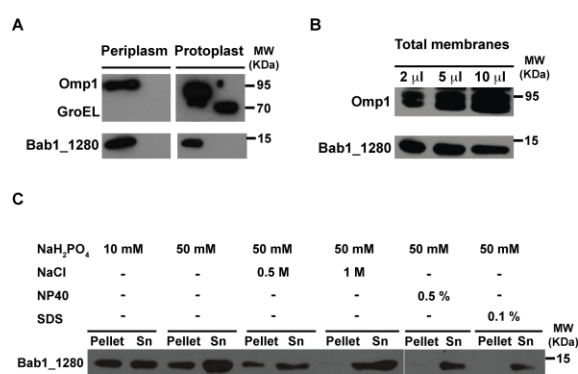 A
Periplasm Protoplast MW (KDa)
Omp1 95
GroEL 70
Bab1_1280 15
B
Total membranes
2 µl 5 µl 10 µl MW (KDa)
Omp1 95
Bab1_1280 15
C
NaH₂PO₄ 10 mM 50 mM 50 mM 50 mM 50 mM 50 mM
NaCl - - 0.5 M 1 M - -
NP40 - - - - 0.5 % -
SDS - - - - - 0.1 %
Pellet Sn Pellet Sn Pellet Sn Pellet Sn Pellet Sn Pellet Sn MW (KDa)
Bab1_1280 15